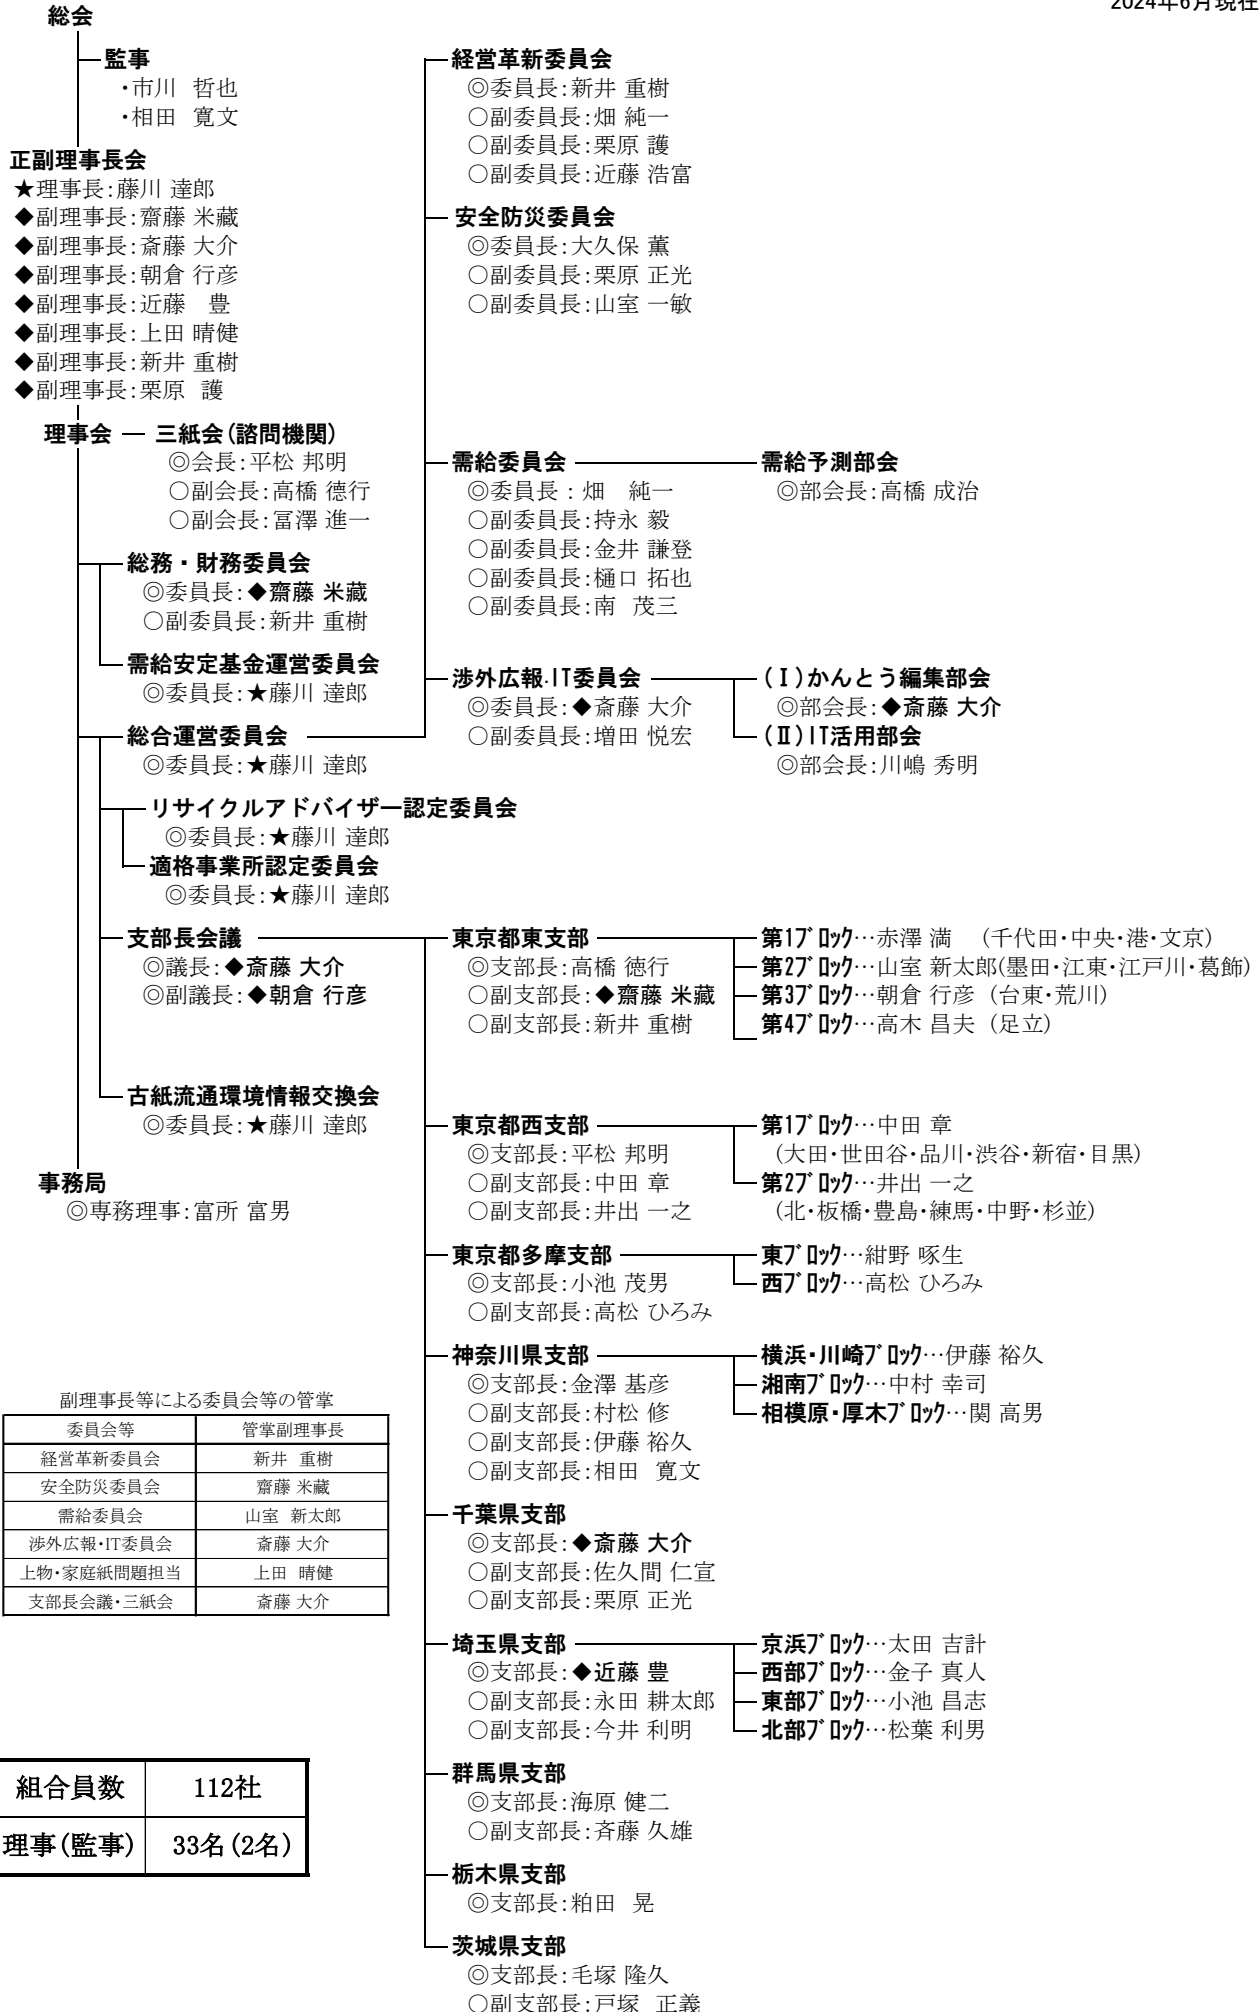 2024年6月現在
総会
監事
・市川 哲也
・相田 寛文
正副理事長会
★理事長:藤川 達郎
◆副理事長:齋藤 米藏
◆副理事長:斎藤 大介
◆副理事長:朝倉 行彦
◆副理事長:近藤 豊
◆副理事長:上田 晴健
◆副理事長:新井 重樹
◆副理事長:栗原 護
理事会
三紙会(諮問機関)
◎会長:平松 邦明
○副会長:高橋 徳行
○副会長:冨澤 進一
総務・財務委員会
◎委員長:◆齋藤 米藏
○副委員長:新井 重樹
需給安定基金運営委員会
◎委員長:★藤川 達郎
総合運営委員会
◎委員長:★藤川 達郎
リサイクルアドバイザー認定委員会
◎委員長:★藤川 達郎
適格事業所認定委員会
◎委員長:★藤川 達郎
支部長会議
◎議長:◆斎藤 大介
◎副議長:◆朝倉 行彦
古紙流通環境情報交換会
◎委員長:★藤川 達郎
事務局
◎専務理事:富所 富男
経営革新委員会
◎委員長:新井 重樹
○副委員長:畑 純一
○副委員長:栗原 護
○副委員長:近藤 浩富
安全防災委員会
◎委員長:大久保 薫
○副委員長:栗原 正光
○副委員長:山室 一敏
需給委員会
◎委員長:畑 純一
○副委員長:持永 毅
○副委員長:金井 謙登
○副委員長:樋口 拓也
○副委員長:南 茂三
需給予測部会
◎部会長:高橋 成治
渉外広報.IT委員会
◎委員長:◆斎藤 大介
○副委員長:増田 悦宏
(Ⅰ)かんとう編集部会
◎部会長:◆斎藤 大介
(Ⅱ)IT活用部会
◎部会長:川嶋 秀明
東京都東支部
◎支部長:高橋 徳行
○副支部長:◆齋藤 米藏
○副支部長:新井 重樹
第1ブロック…赤澤 満 (千代田・中央・港・文京)
第2ブロック…山室 新太郎(墨田・江東・江戸川・葛飾)
第3ブロック…朝倉 行彦 (台東・荒川)
第4ブロック…高木 昌夫 (足立)
東京都西支部
◎支部長:平松 邦明
○副支部長:中田 章
○副支部長:井出 一之
第1ブロック…中田 章
(大田・世田谷・品川・渋谷・新宿・目黒)
第2ブロック…井出 一之
(北・板橋・豊島・練馬・中野・杉並)
東京都多摩支部
◎支部長:小池 茂男
○副支部長:高松 ひろみ
東ブロック…紺野 啄生
西ブロック…高松 ひろみ
神奈川県支部
◎支部長:金澤 基彦
○副支部長:村松 修
○副支部長:伊藤 裕久
○副支部長:相田 寛文
横浜・川崎ブロック…伊藤 裕久
湘南ブロック…中村 幸司
相模原・厚木ブロック…関 高男
千葉県支部
◎支部長:◆斎藤 大介
○副支部長:佐久間 仁宣
○副支部長:栗原 正光
埼玉県支部
◎支部長:◆近藤 豊
○副支部長:永田 耕太郎
○副支部長:今井 利明
京浜ブロック…太田 吉計
西部ブロック…金子 真人
東部ブロック…小池 昌志
北部ブロック…松葉 利男
群馬県支部
◎支部長:海原 健二
○副支部長:斉藤 久雄
栃木県支部
◎支部長:粕田 晃
茨城県支部
◎支部長:毛塚 隆久
○副支部長:戸塚 正義
副理事長等による委員会等の管掌
委員会等 管掌副理事長
経営革新委員会 新井 重樹
安全防災委員会 齋藤 米藏
需給委員会 山室 新太郎
渉外広報・IT委員会 斎藤 大介
上物・家庭紙問題担当 上田 晴健
支部長会議・三紙会 斎藤 大介
組合員数 112社
理事(監事) 33名(2名)